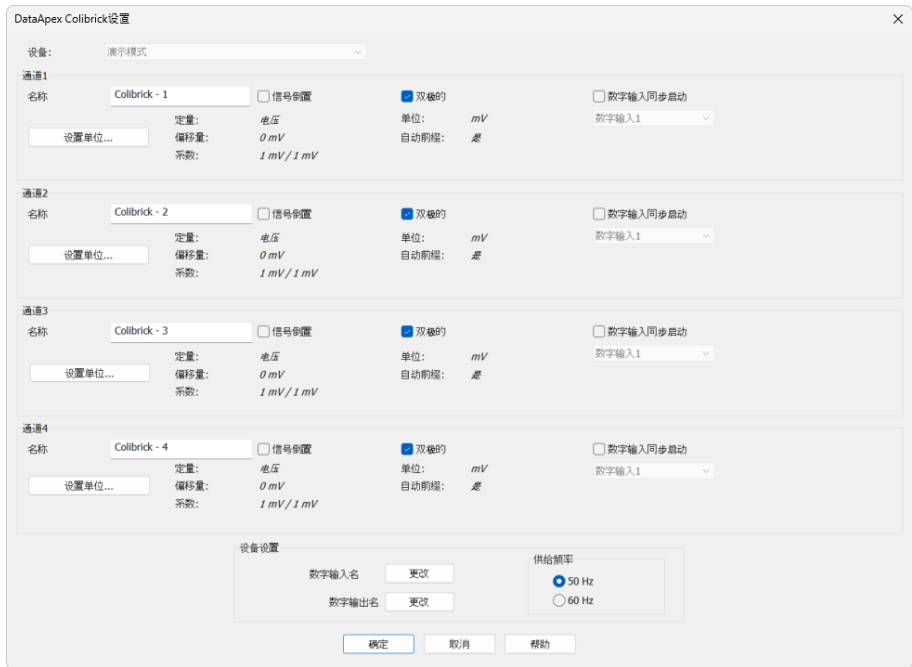 DataApex Colibrick设置
设备: 演示模式
通道1
名称 Colibrick - 1 信号倒置 双极的 数字输入同步启动
定量: 电压 单位: mV 数字输入1
设置单位... 偏移量: 0 mV 自动前缀: 是
系数: 1 mV / 1 mV
通道2
名称 Colibrick - 2 信号倒置 双极的 数字输入同步启动
定量: 电压 单位: mV 数字输入1
设置单位... 偏移量: 0 mV 自动前缀: 是
系数: 1 mV / 1 mV
通道3
名称 Colibrick - 3 信号倒置 双极的 数字输入同步启动
定量: 电压 单位: mV 数字输入1
设置单位... 偏移量: 0 mV 自动前缀: 是
系数: 1 mV / 1 mV
通道4
名称 Colibrick - 4 信号倒置 双极的 数字输入同步启动
定量: 电压 单位: mV 数字输入1
设置单位... 偏移量: 0 mV 自动前缀: 是
系数: 1 mV / 1 mV
设备设置
供给频率
数字输入名 更改 50 Hz
数字输出名 更改 60 Hz
确定 取消 帮助